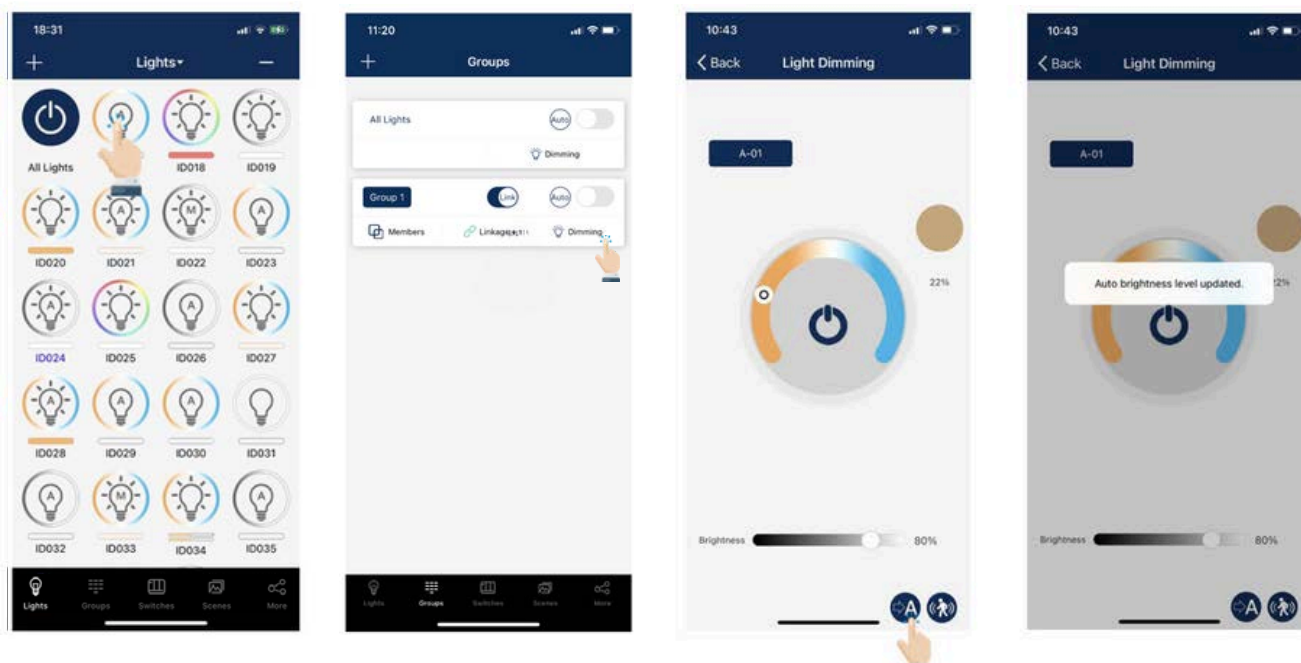 18:31
Lights
All Lights
A
ID018
ID019
A
M
A
ID020
ID021
ID022
ID023
A
A
ID024
ID025
ID026
ID027
A
A
A
ID028
ID029
ID030
ID031
A
M
A
ID032
ID033
ID034
ID035
Lights
Groups
Switches
Scenes
More
11:20
Groups
All Lights
Auto
Dimming
Group 1
Link
Auto
Members
Linkage
Dimming
Lights
Groups
Switches
Scenes
More
10:43
Back
Light Dimming
A-01
22%
Brightness
80%
A
10:43
Back
Light Dimming
A-01
Auto brightness level updated.
22%
Brightness
80%
A